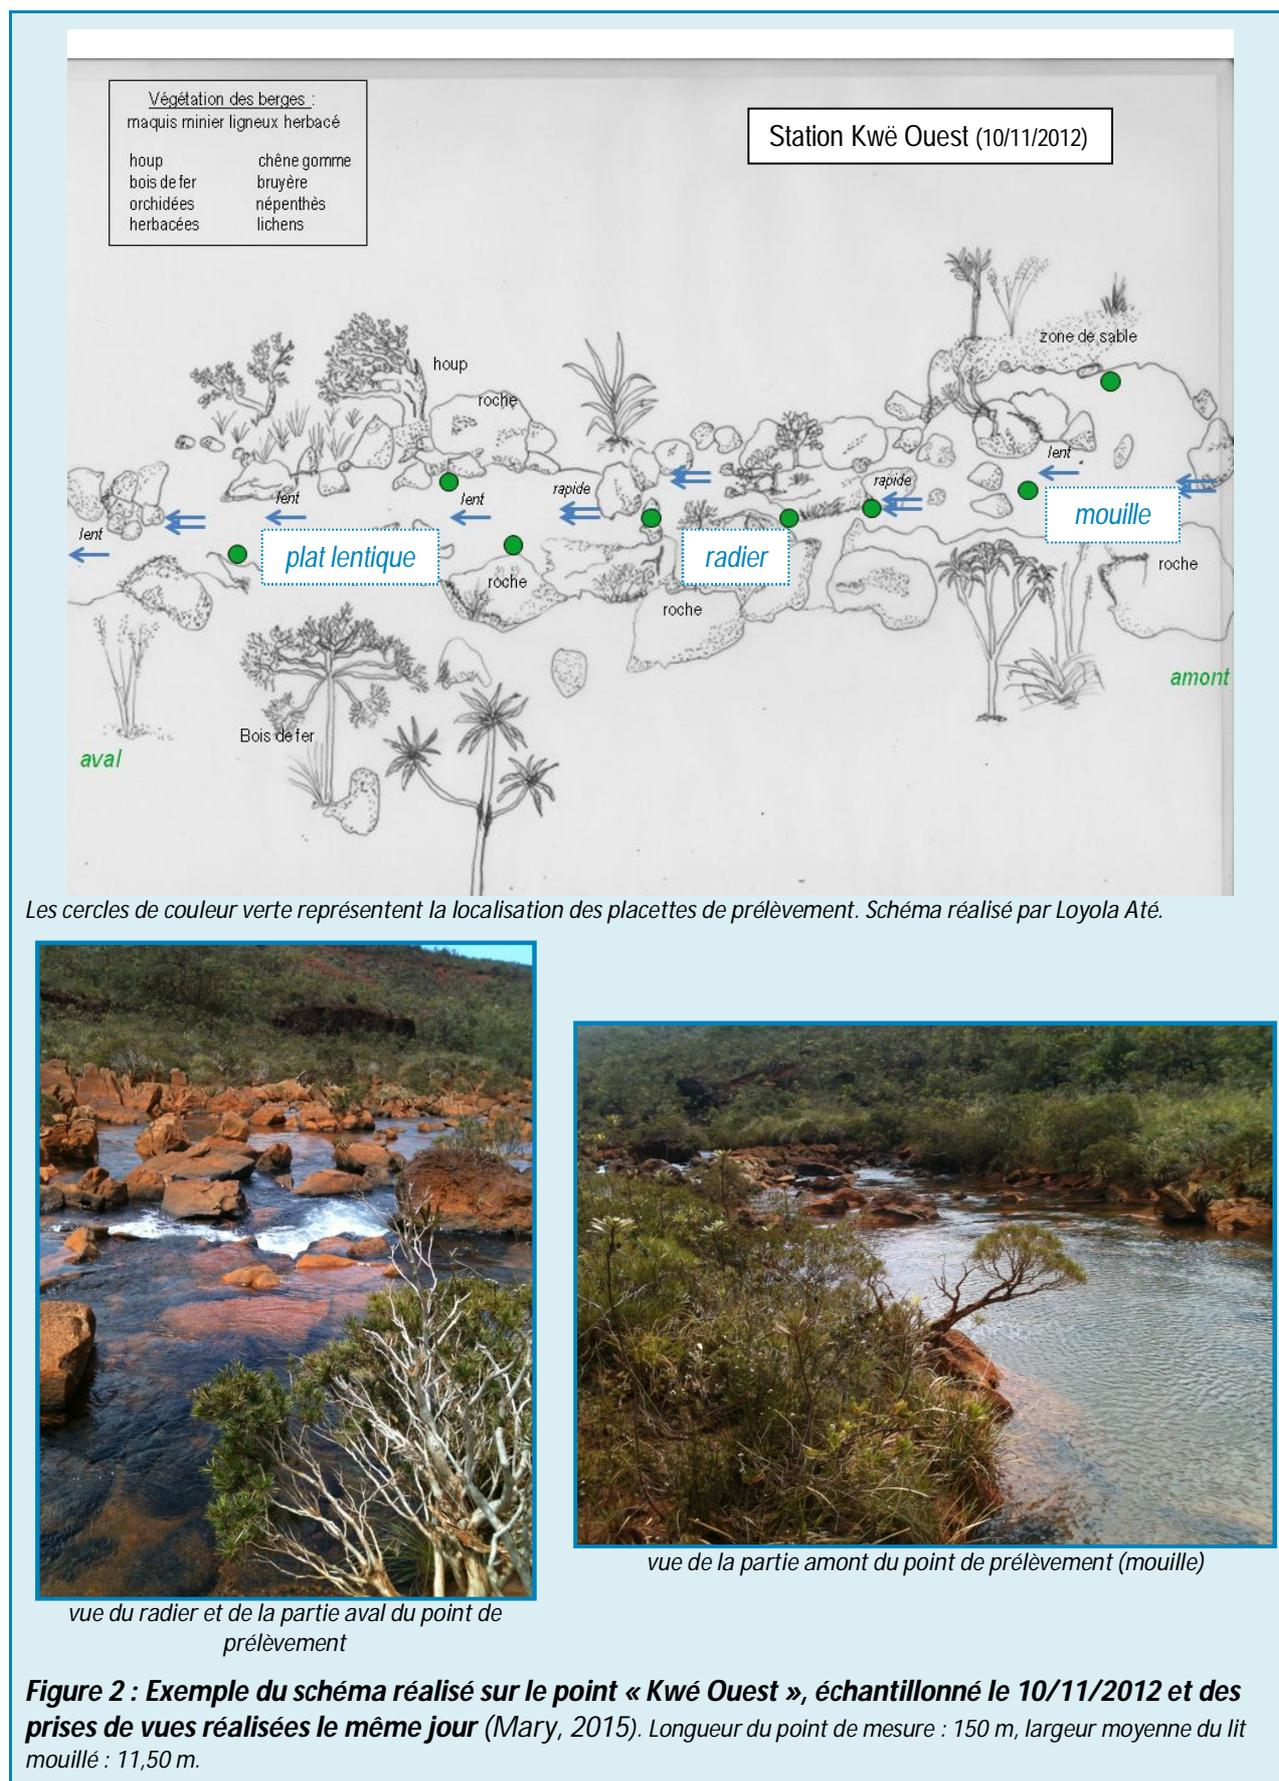 Végétation des berges :
maquis minier ligneux herbacé
houp chêne gomme
bois de fer bruyère
orchidées népenthès
herbacées lichens
Station Kwë Ouest (10/11/2012)
zone de sable
houp
roche
lent
rapide
rapide
lent
lent
lent
mouille
plat lentique
radier
roche
roche
roche
amont
Bois de fer
aval
Les cercles de couleur verte représentent la localisation des placettes de prélèvement. Schéma réalisé par Loyola Até.
vue de la partie amont du point de prélèvement (mouille)
vue du radier et de la partie aval du point de
prélèvement
Figure 2 : Exemple du schéma réalisé sur le point « Kwé Ouest », échantillonné le 10/11/2012 et des
prises de vues réalisées le même jour (Mary, 2015). Longueur du point de mesure : 150 m, largeur moyenne du lit
mouillé : 11,50 m.